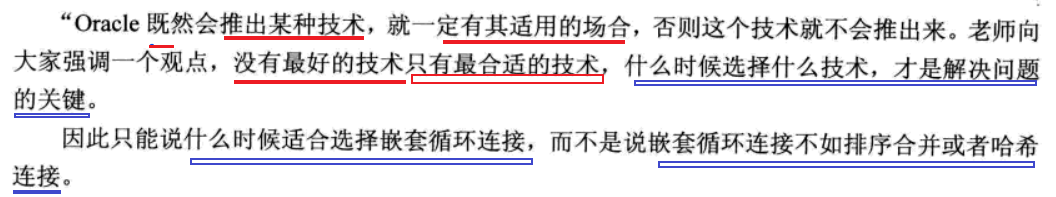 “Oracle 既然会推出某种技术，就一定有其适用的场合，否则这个技术就不会推出来。老师向
大家强调一个观点，没有最好的技术只有最合适的技术，什么时候选择什么技术，才是解决问题
的关键。
因此只能说什么时候适合选择嵌套循环连接，而不是说嵌套循环连接不如排序合并或者哈希
连接。